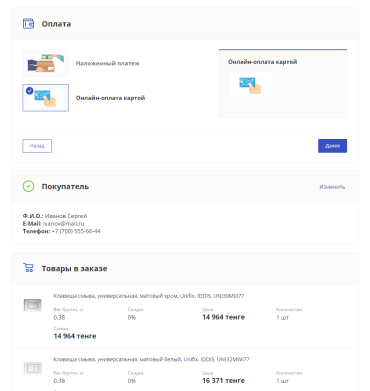 Оплата
Наложенный платеж
Онлайн-оплата картой
Онлайн-оплата картой
Назад
Далее
Покупатель
Изменить
Ф.И.О.: Иванов Сергей
E-Mail: ivanov@mail.ru
Телефон: +7 (700) 555-66-44
Товары в заказе
Клавиша смыва, универсальная, матовый хром, Unifix, IDDIS, UNI30M0i77
Вес брутто, кг
Скидка
Цена
Количество
0.38
0%
14 964 тенге
1 шт
Сумма
14 964 тенге
Клавиша смыва, универсальная, матовый белый, Unifix, IDDIS, UNI32MWi77
Вес брутто, кг
Скидка
Цена
Количество
0.38
0%
16 371 тенге
1 шт